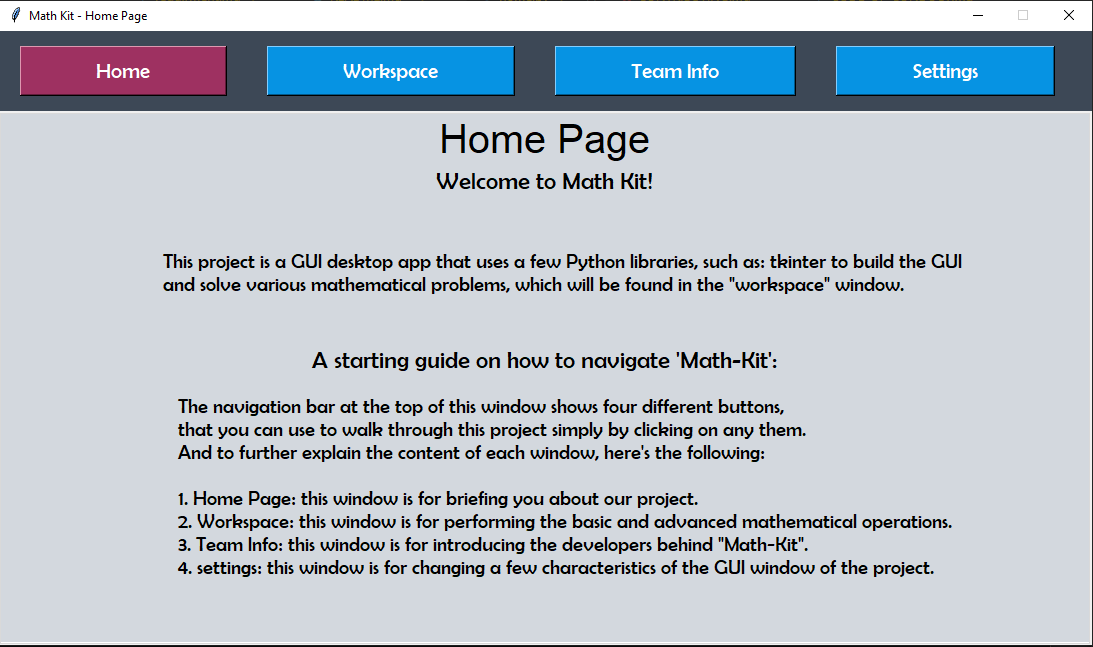 Math Kit - Home Page
Home Workspace Team Info Settings
Home Page
Welcome to Math Kit!
This project is a GUI desktop app that uses a few Python libraries, such as: tkinter to build the GUI
and solve various mathematical problems, which will be found in the "workspace" window.
A starting guide on how to navigate 'Math-Kit':
The navigation bar at the top of this window shows four different buttons,
that you can use to walk through this project simply by clicking on any them.
And to further explain the content of each window, here's the following:
1. Home Page: this window is for briefing you about our project.
2. Workspace: this window is for performing the basic and advanced mathematical operations.
3. Team Info: this window is for introducing the developers behind "Math-Kit".
4. settings: this window is for changing a few characteristics of the GUI window of the project.